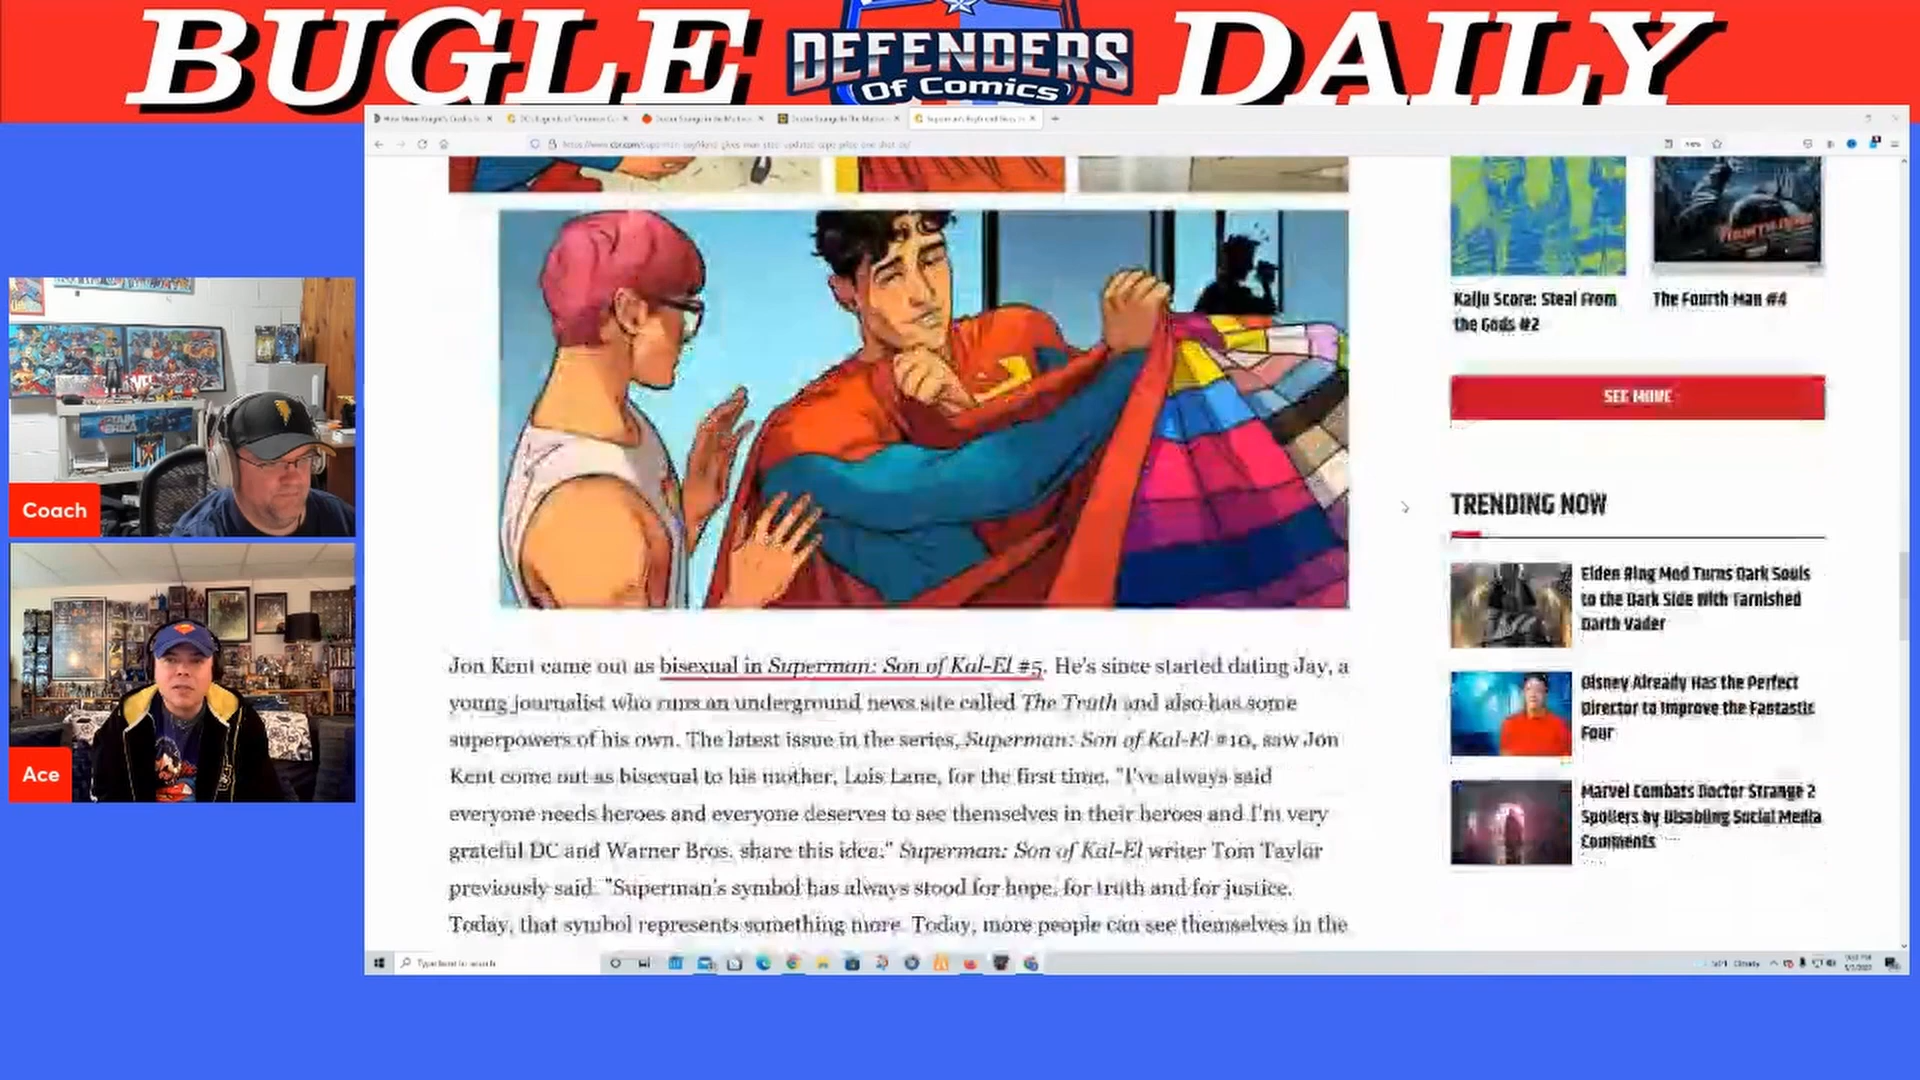 BUGLE
DEFENDERS
Of Comics
DAILY
Kaiju Score: Steal From
the Gods #2
The Fourth Man #4
SEE MORE
Coach
Ace
TRENDING NOW
Elden Ring Mod Turns Dark Souls
to the Dark Side With Tarnished
Darth Vader
Disney Already Has the Perfect
Director to Improve the Fantastic
Four
Marvel Combats Doctor Strange 2
Spoilers by Disabling Social Media
Comments
Jon Kent came out as bisexual in Superman: Son of Kal-El #5. He's since started dating Jay, a
young journalist who runs an underground news site called The Truth and also has some
superpowers of his own. The latest issue in the series, Superman: Son of Kal-El #10, saw Jon
Kent come out as bisexual to his mother, Lois Lane, for the first time. "I've always said
everyone needs heroes and everyone deserves to see themselves in their heroes and I'm very
grateful DC and Warner Bros. share this idea," Superman: Son of Kal-El writer Tom Taylor
previously said. "Superman's symbol has always stood for hope, for truth and for justice.
Today, that symbol represents something more. Today, more people can see themselves in the
Type here to search